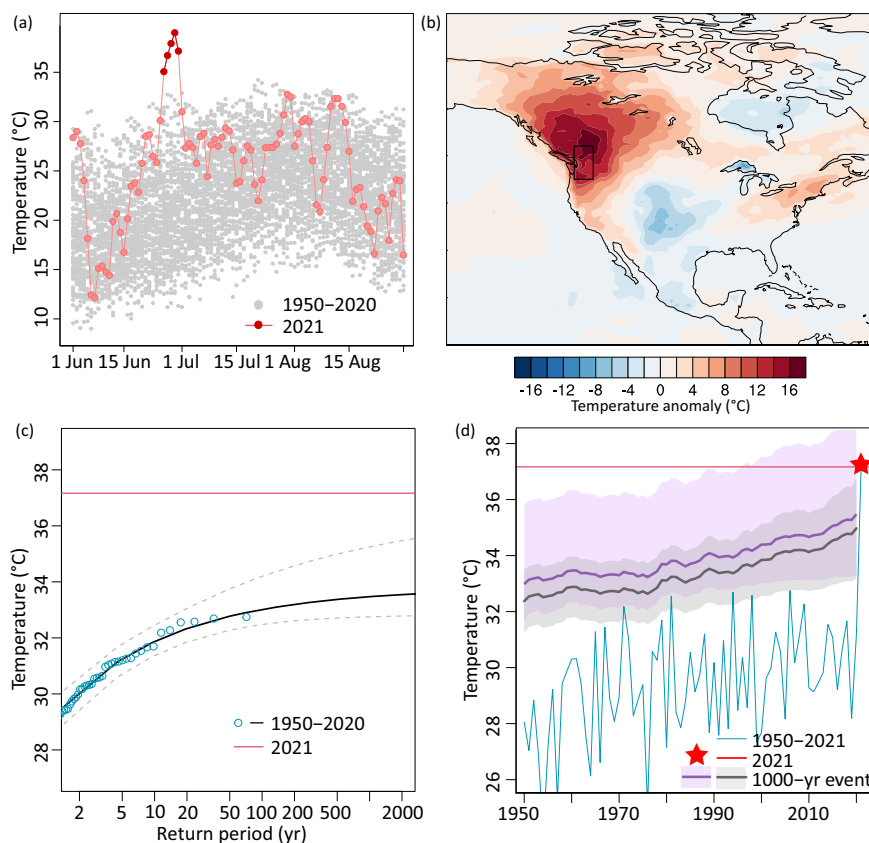 (a)
Temperature (°C)
35
30
25
20
15
10
1950−2020
2021
1 Jun
15 Jun
1 Jul
15 Jul
1 Aug
15 Aug
(b)
-16
-12
-8
-4
0
4
8
12
16
Temperature anomaly (°C)
(c)
Temperature (°C)
38
36
34
32
30
28
1950−2020
2021
2
5
10
20
50
100
200
500
2000
Return period (yr)
(d)
Temperature (°C)
38
36
34
32
30
28
26
1950−2021
2021
1000-yr event
1950
1970
1990
2010